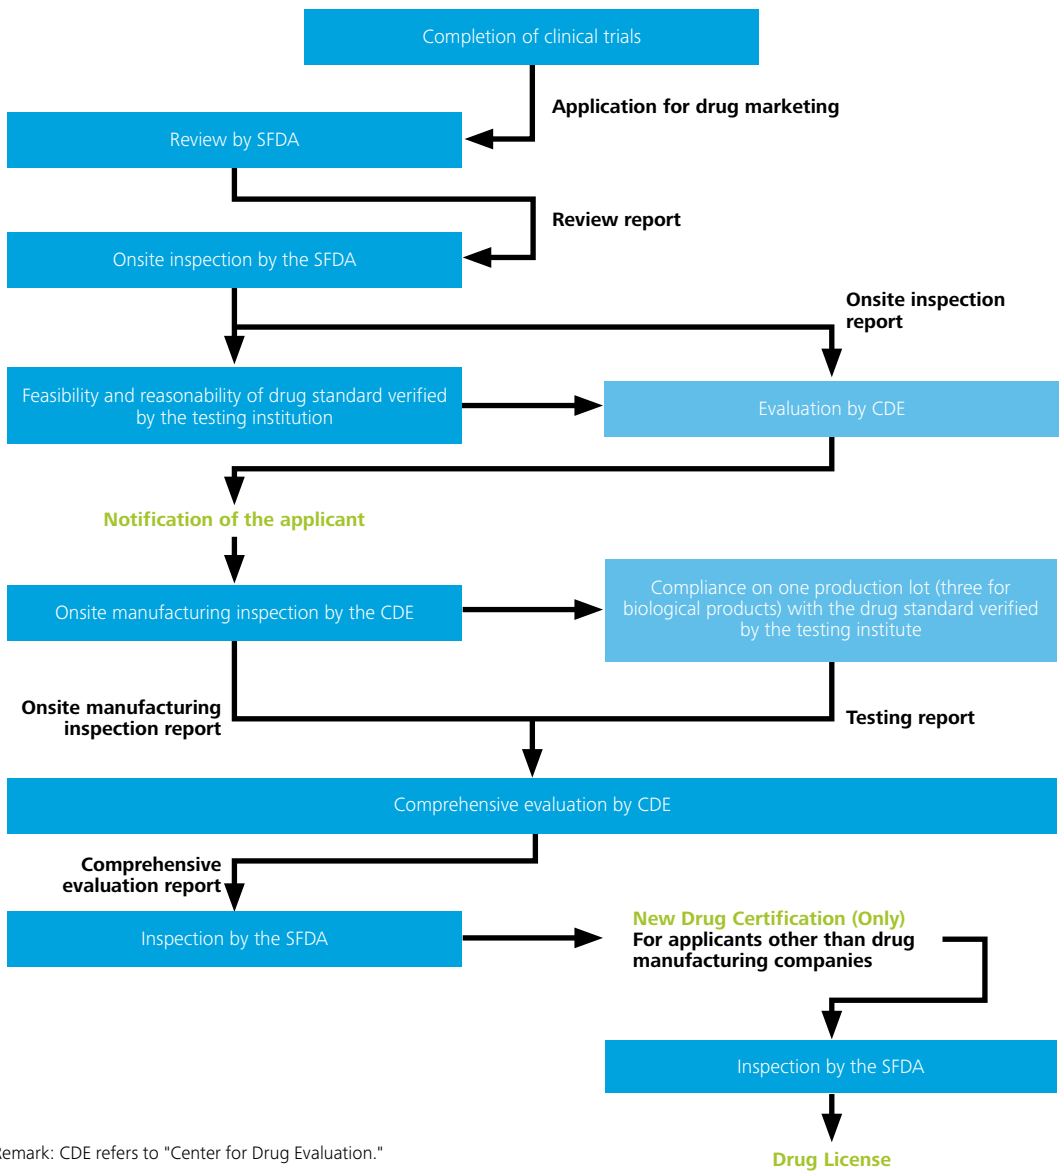 Completion of clinical trials
Application for drug marketing
Review by SFDA
Review report
Onsite inspection by the SFDA
Onsite inspection
report
Feasibility and reasonability of drug standard verified
by the testing institution
Evaluation by CDE
Notification of the applicant
Onsite manufacturing inspection by the CDE
Compliance on one production lot (three for
biological products) with the drug standard verified
by the testing institute
Onsite manufacturing
inspection report
Testing report
Comprehensive evaluation by CDE
Comprehensive
evaluation report
Inspection by the SFDA
New Drug Certification (Only)
For applicants other than drug
manufacturing companies
Inspection by the SFDA
Remark: CDE refers to "Center for Drug Evaluation."
Drug License